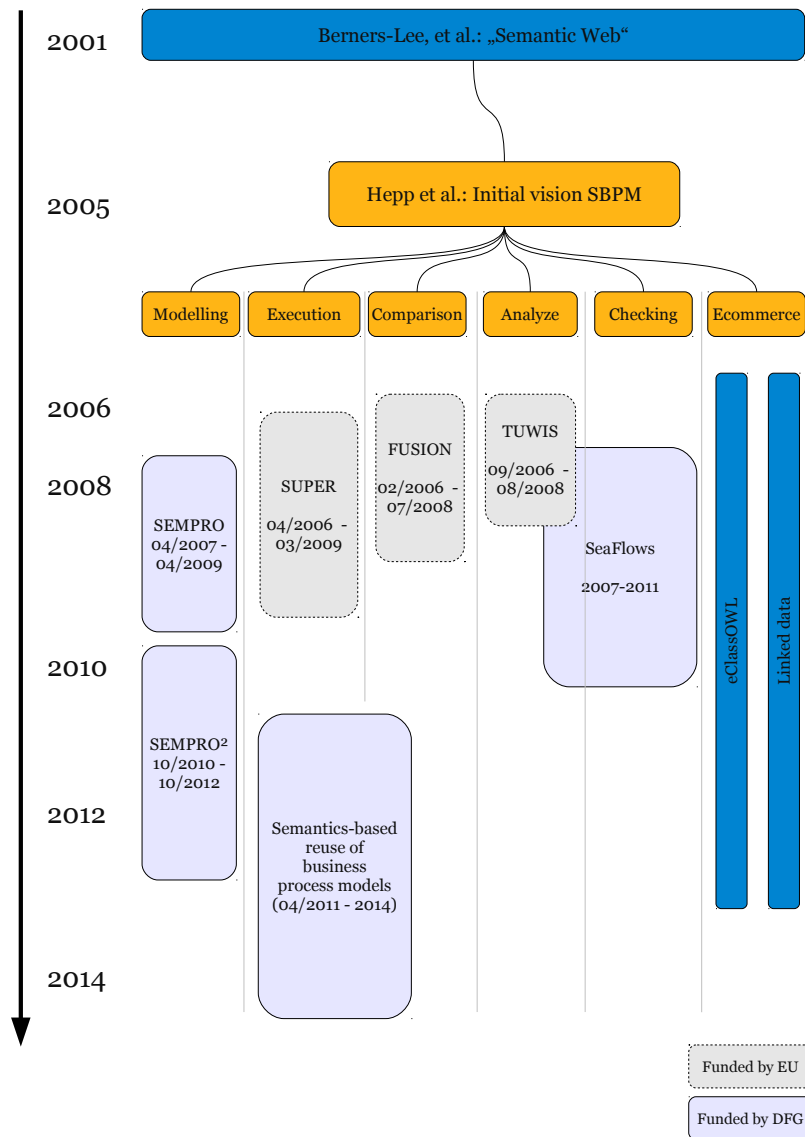 2001
Berners-Lee, et al.: „Semantic Web“
2005
Hepp et al.: Initial vision SBPM
Modelling
Execution
Comparison
Analyze
Checking
Ecommerce
2006
2008
2010
2012
2014
SEMPRO
04/2007 -
04/2009
SEMPRO²
10/2010 -
10/2012
SUPER
04/2006 -
03/2009
Semantics-based
reuse of
business
process models
(04/2011 - 2014)
FUSION
02/2006 -
07/2008
TUWIS
09/2006 -
08/2008
SeaFlows
2007-2011
eClassOWL
Linked data
Funded by EU
Funded by DFG